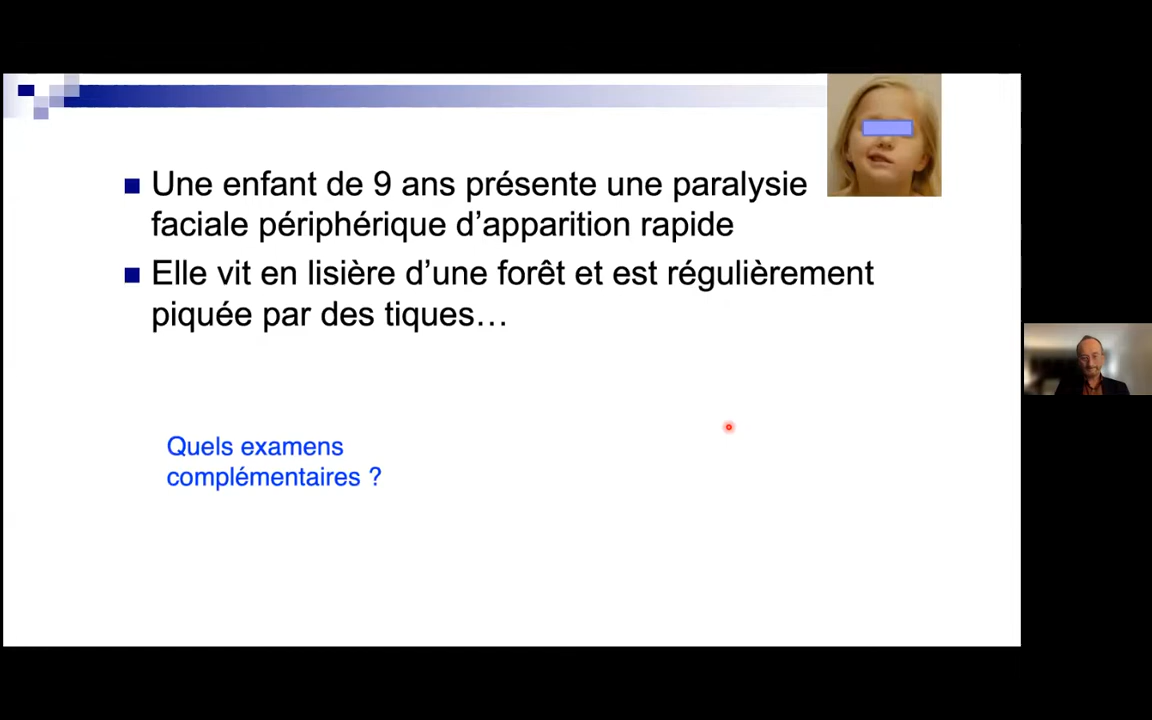 Une enfant de 9 ans présente une paralysie
faciale périphérique d’apparition rapide
Elle vit en lisière d’une forêt et est régulièrement
piquée par des tiques…
Quels examens
complémentaires ?